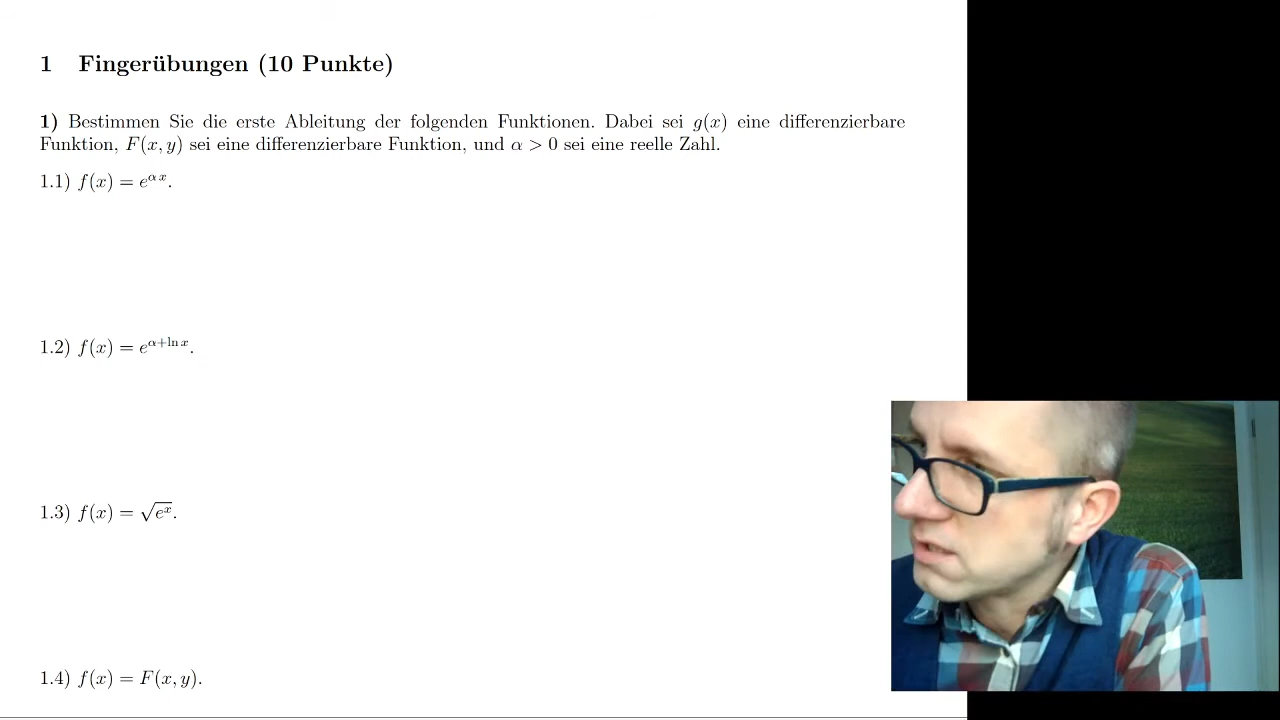 1 Fingerübungen (10 Punkte)
1) Bestimmen Sie die erste Ableitung der folgenden Funktionen. Dabei sei g(x) eine differenzierbare
Funktion, F(x, y) sei eine differenzierbare Funktion, und α > 0 sei eine reelle Zahl.
1.1) f(x) = e^{α x}.
1.2) f(x) = e^{α+ln x}.
1.3) f(x) = √e^x.
1.4) f(x) = F(x, y).